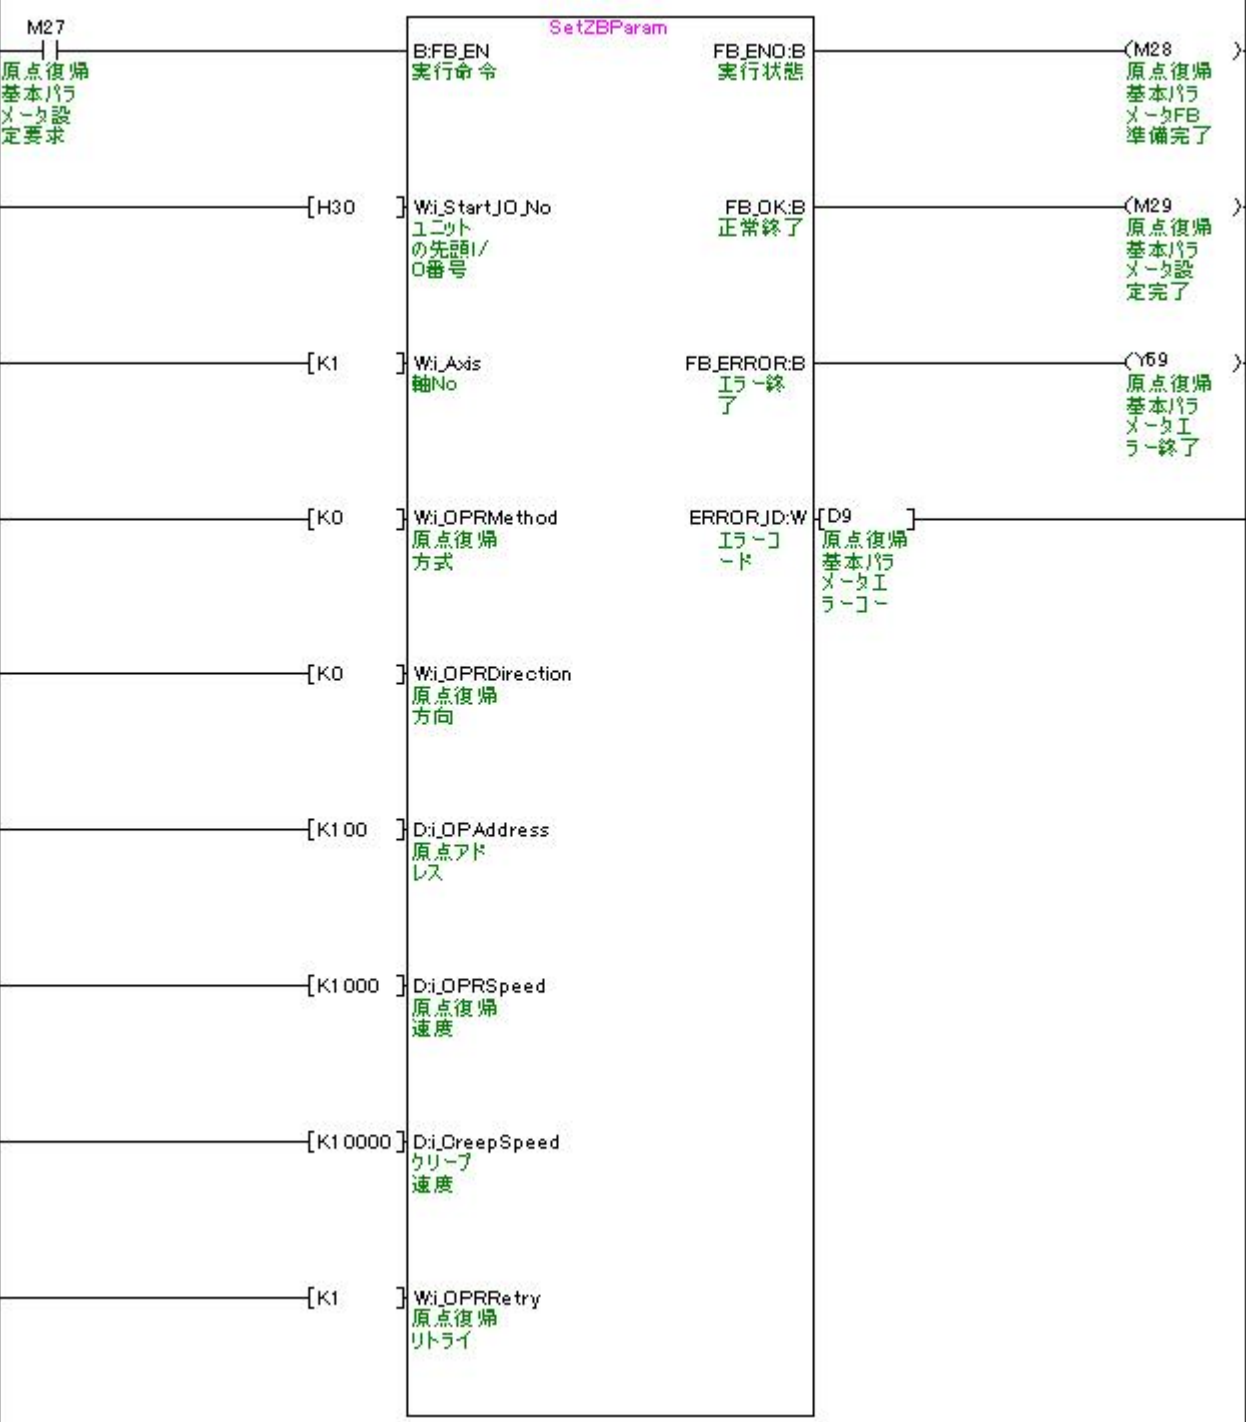 SetZBParam
M27
原点復帰
基本パラ
メータ設
定要求
B:FB_EN
実行命令
FB_ENO:B
実行状態
(M28 )
原点復帰
基本パラ
メータFB
準備完了
[H30 ]
W:i_Start_IO_No
ユニット
の先頭I/
O番号
FB_OK:B
正常終了
(M29 )
原点復帰
基本パラ
メータ設
定完了
[K1 ]
W:i_Axis
軸No
FB_ERROR:B
エラー終
了
(Y59 )
原点復帰
基本パラ
メータエ
ラー終了
[K0 ]
W:i_OPRMethod
原点復帰
方式
ERROR_ID:W
エラーコ
ード
[D9 ]
原点復帰
基本パラ
メータエ
ラーコー
[K0 ]
W:i_OPRDirection
原点復帰
方向
[K100 ]
D:i_OPAddress
原点アド
レス
[K1000 ]
D:i_OPRSpeed
原点復帰
速度
[K10000 ]
D:i_CreepSpeed
クリープ
速度
[K1 ]
W:i_OPRRetry
原点復帰
リトライ